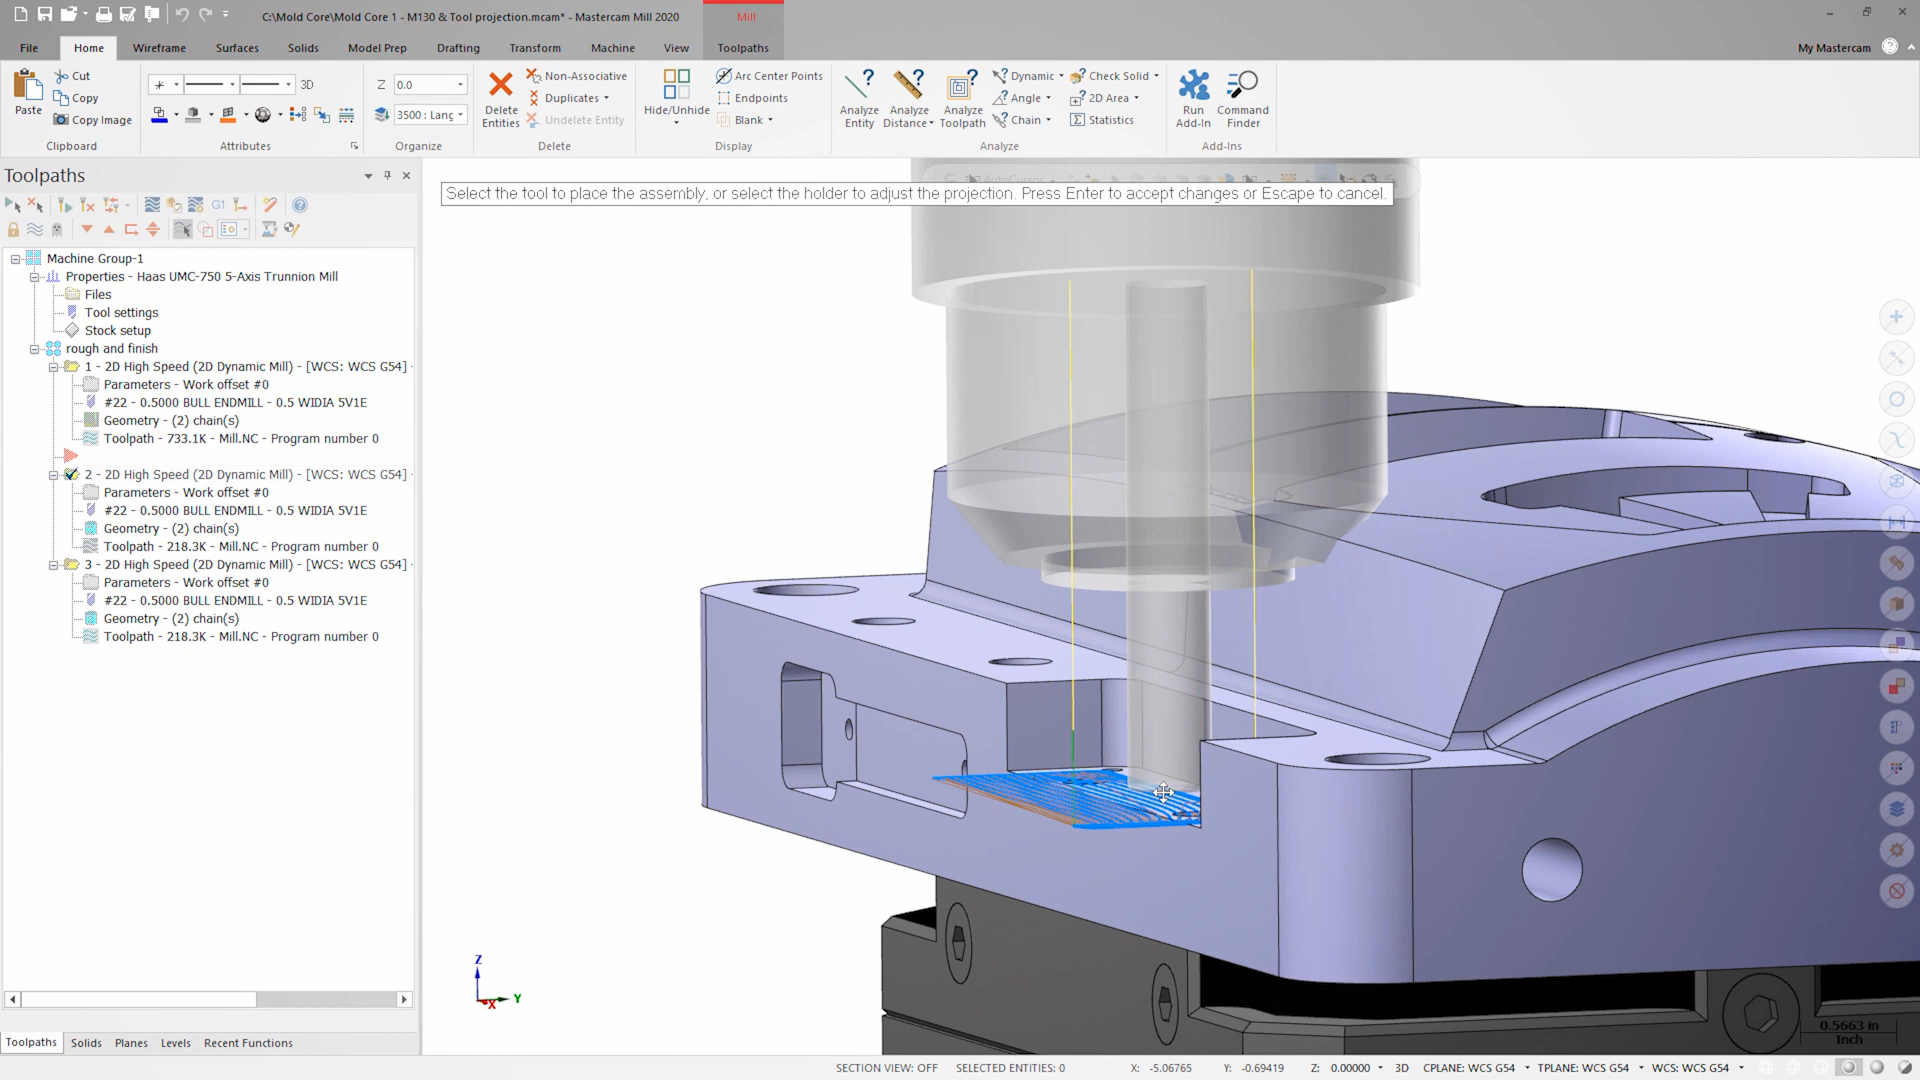 C:\Mold Core\Mold Core 1 - M130 & Tool projection.mcam* - Mastercam Mill 2020
Mill
File Home Wireframe Surfaces Solids Model Prep Drafting Transform Machine View Toolpaths
My Mastercam
Paste
Cut
Copy
Copy Image
Clipboard
3D
Attributes
Z 0.0
3500 : Lang
Organize
Delete Entities
Non-Associative
Duplicates
Undelete Entity
Delete
Hide/Unhide
Arc Center Points
Endpoints
Blank
Display
Analyze Entity
Analyze Distance
Analyze Toolpath
Dynamic
Angle
Chain
Check Solid
2D Area
Statistics
Analyze
Run Add-In
Command Finder
Add-Ins
Toolpaths
G1
Select the tool to place the assembly, or select the holder to adjust the projection. Press Enter to accept changes or Escape to cancel.
Machine Group-1
Properties - Haas UMC-750 5-Axis Trunnion Mill
Files
Tool settings
Stock setup
rough and finish
1 - 2D High Speed (2D Dynamic Mill) - [WCS: WCS G54] -
Parameters - Work offset #0
#22 - 0.5000 BULL ENDMILL - 0.5 WIDIA 5V1E
Geometry - (2) chain(s)
Toolpath - 733.1K - Mill.NC - Program number 0
2 - 2D High Speed (2D Dynamic Mill) - [WCS: WCS G54] -
Parameters - Work offset #0
#22 - 0.5000 BULL ENDMILL - 0.5 WIDIA 5V1E
Geometry - (2) chain(s)
Toolpath - 218.3K - Mill.NC - Program number 0
3 - 2D High Speed (2D Dynamic Mill) - [WCS: WCS G54] -
Parameters - Work offset #0
#22 - 0.5000 BULL ENDMILL - 0.5 WIDIA 5V1E
Geometry - (2) chain(s)
Toolpath - 218.3K - Mill.NC - Program number 0
Z
Y
X
0.5663 in
Inch
Toolpaths Solids Planes Levels Recent Functions
SECTION VIEW: OFF SELECTED ENTITIES: 0 X: -5.06765 Y: -0.69419 Z: 0.00000 3D CPLANE: WCS G54 TPLANE: WCS G54 WCS: WCS G54